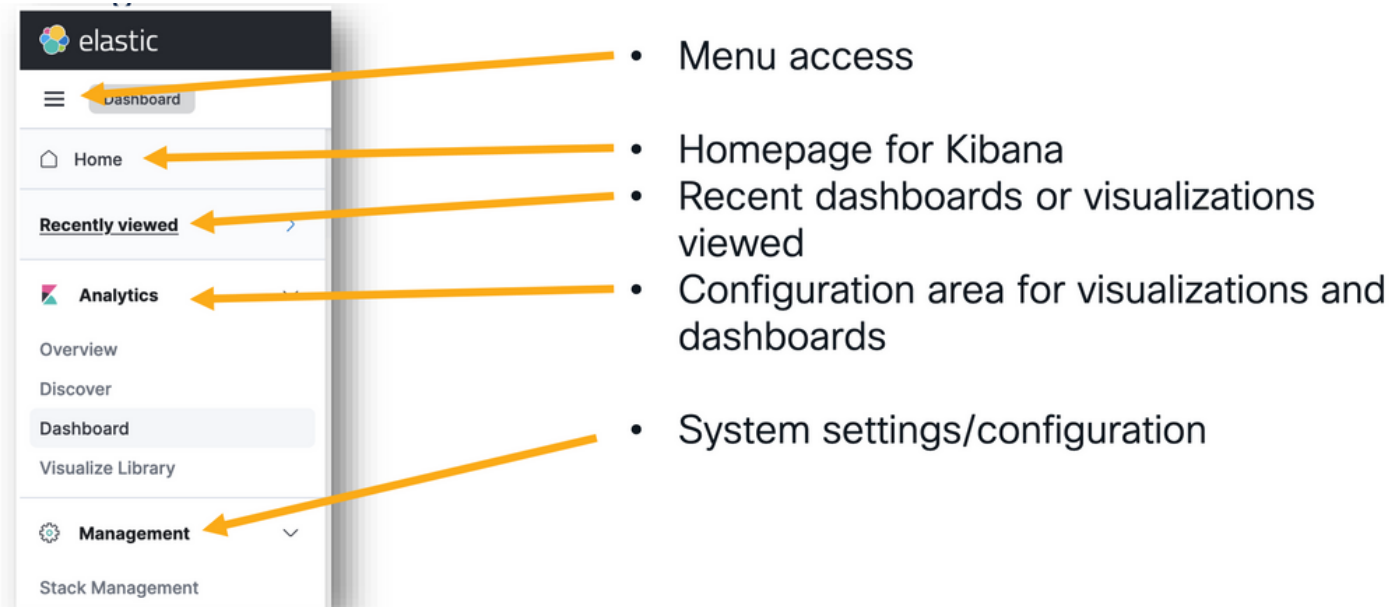 elastic
Dashboard
Home
Recently viewed
Analytics
Overview
Discover
Dashboard
Visualize Library
Management
Stack Management
• Menu access
• Homepage for Kibana
• Recent dashboards or visualizations
viewed
• Configuration area for visualizations and
dashboards
• System settings/configuration